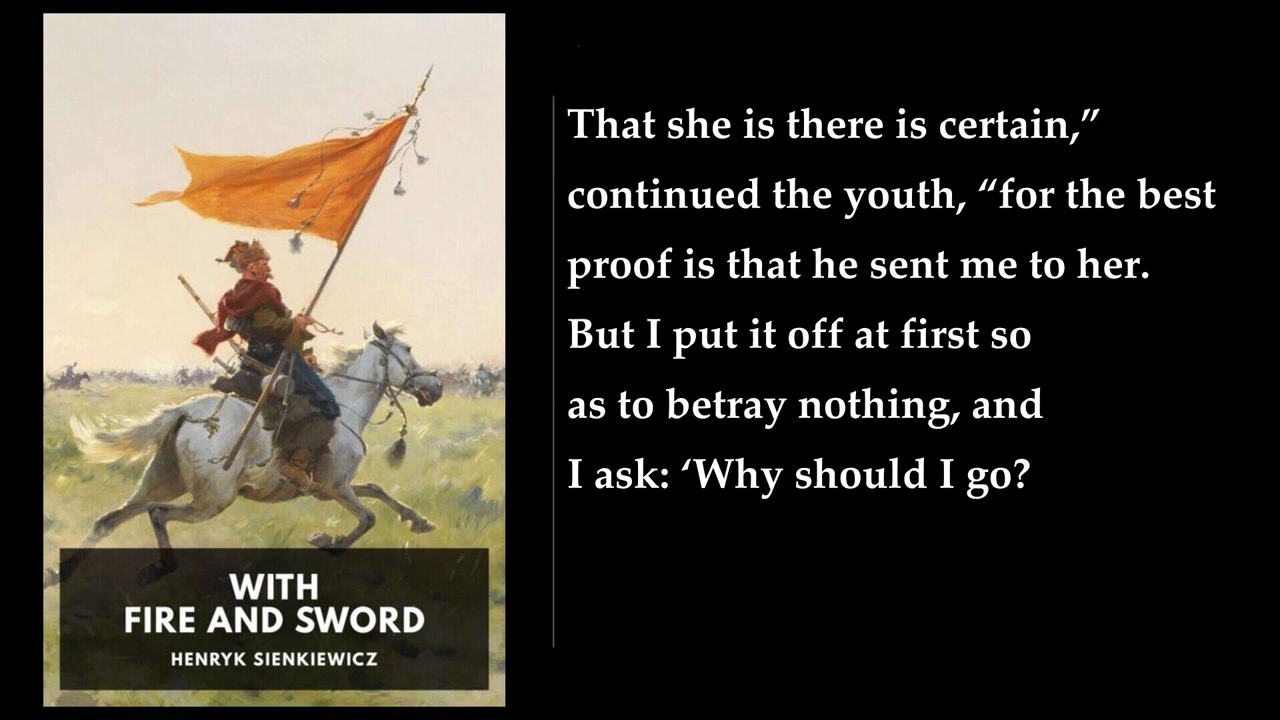 That she is there is certain,”
continued the youth, “for the best
proof is that he sent me to her.
But I put it off at first so
as to betray nothing, and
I ask: ‘Why should I go?
WITH
FIRE AND SWORD
HENRYK SIENKIEWICZ